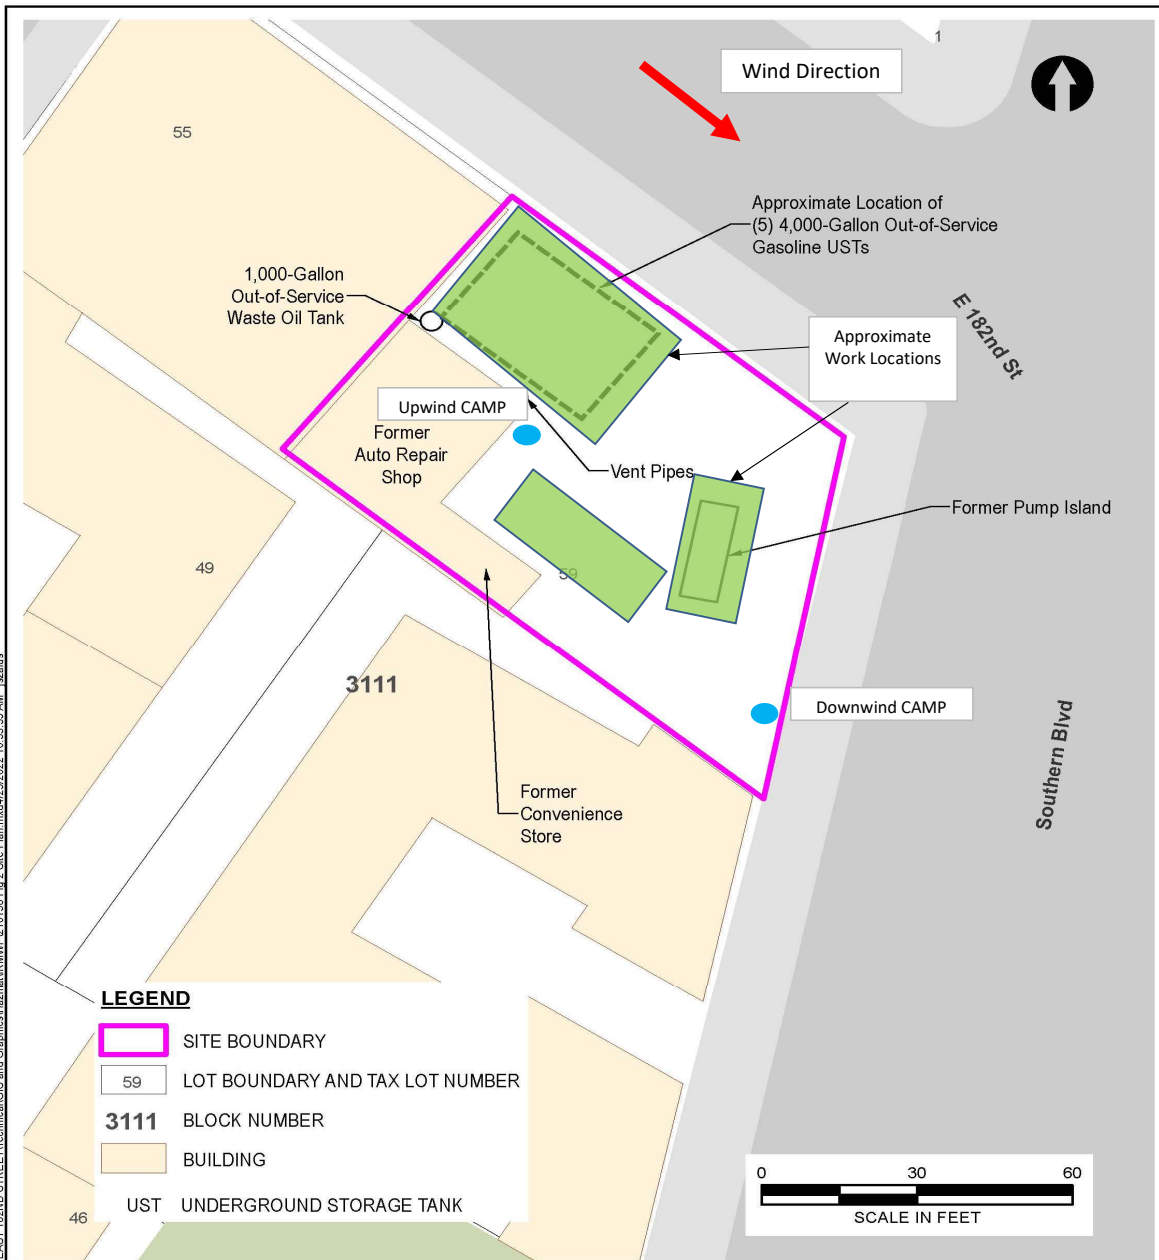 1
Wind Direction
55
Approximate Location of
(5) 4,000-Gallon Out-of-Service
Gasoline USTs
1,000-Gallon
Out-of-Service
Waste Oil Tank
E 182nd St
Approximate
Work Locations
Upwind CAMP
Former
Auto Repair
Shop
Vent Pipes
Former Pump Island
49
59
3111
Downwind CAMP
Southern Blvd
Former
Convenience
Store
LEGEND
SITE BOUNDARY
59 LOT BOUNDARY AND TAX LOT NUMBER
3111 BLOCK NUMBER
BUILDING
UST UNDERGROUND STORAGE TANK
46
0 30 60
SCALE IN FEET